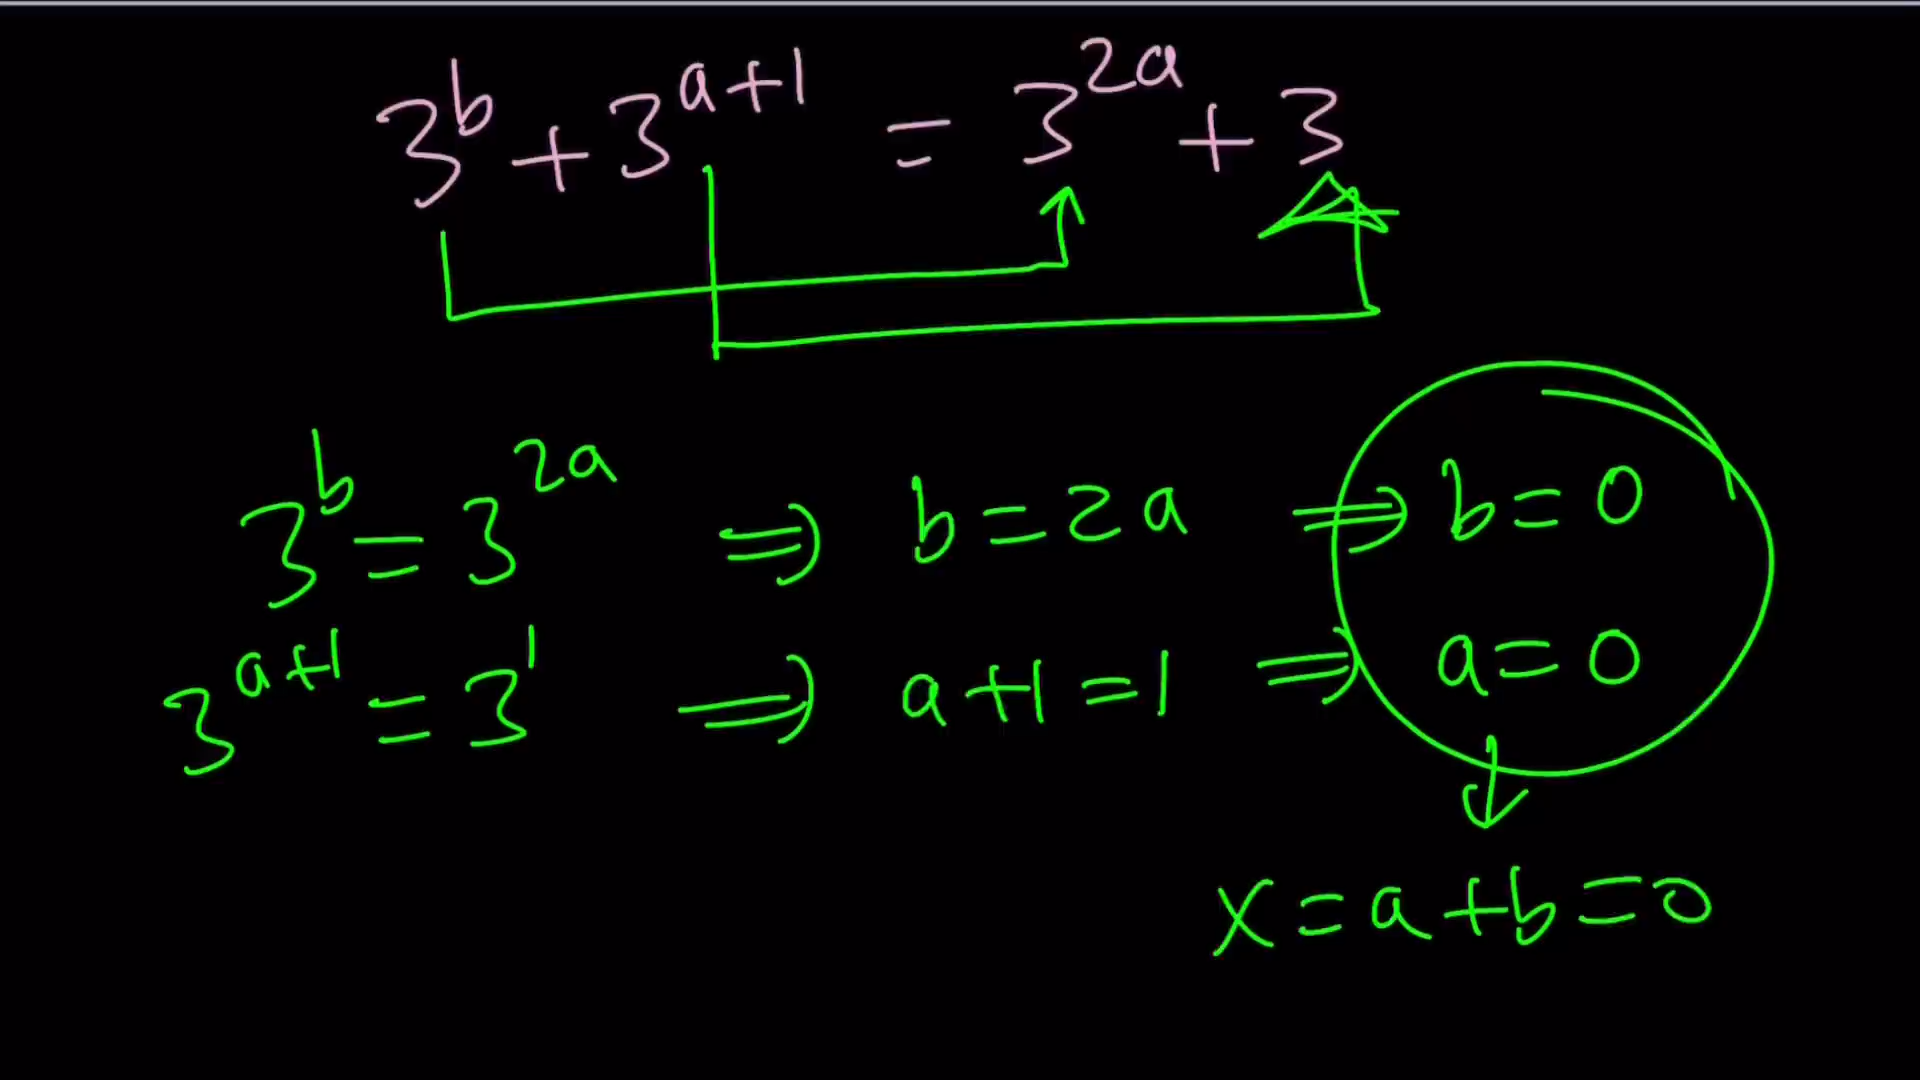 3^b + 3^{a+1} = 3^{2a} + 3
3^b = 3^{2a} ⇒ b = 2a ⇒ b = 0
3^{a+1} = 3^1 ⇒ a+1 = 1 ⇒ a = 0
x = a + b = 0